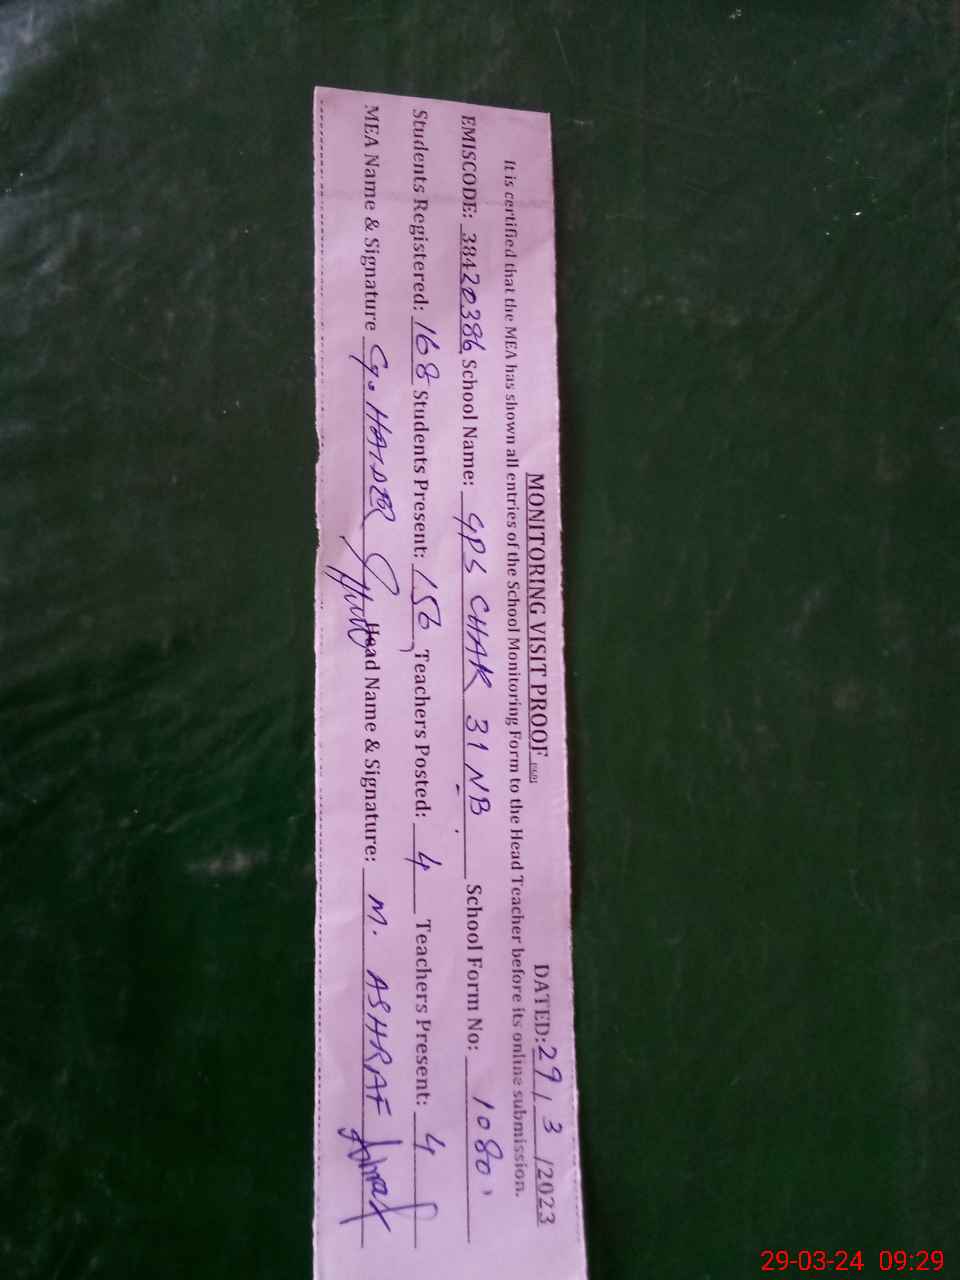 MONITORING VISIT PROOF DATED: 29/3/2023
It is certified that the MEA has shown all entries of the School Monitoring Form to the Head Teacher before its online submission.
EMISCODE: 38420386 School Name: GPS CHAK 31 NB School Form No: 1080
Students Registered: 168 Students Present: 156 Teachers Posted: 4 Teachers Present: 4
MEA Name & Signature G. HAIDER Head Name & Signature: M. ASHRAF Ashraf
29-03-24 09:29